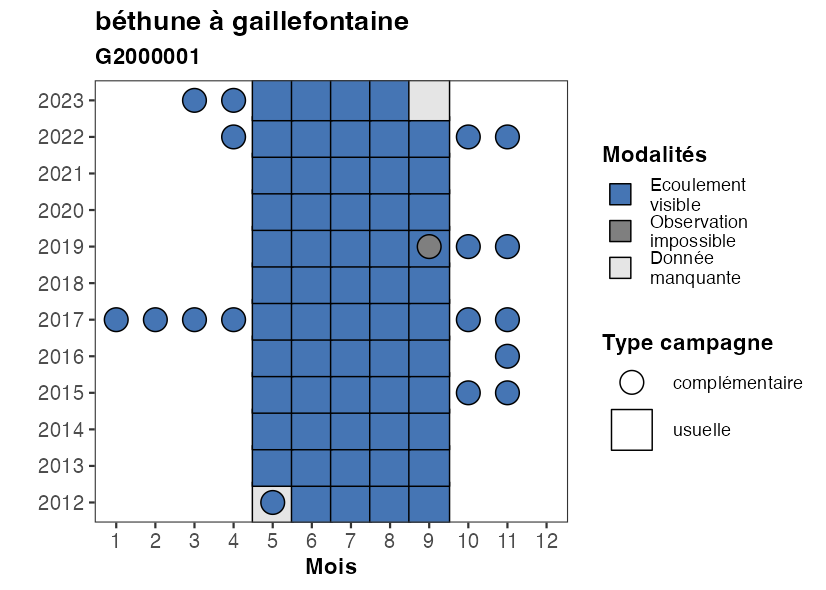 béthune à gaillefontaine
G2000001
2023
2022
2021
2020
2019
2018
2017
2016
2015
2014
2013
2012
1 2 3 4 5 6 7 8 9 10 11 12
Mois
Modalités
Ecoulement
visible
Observation
impossible
Donnée
manquante
Type campagne
complémentaire
usuelle